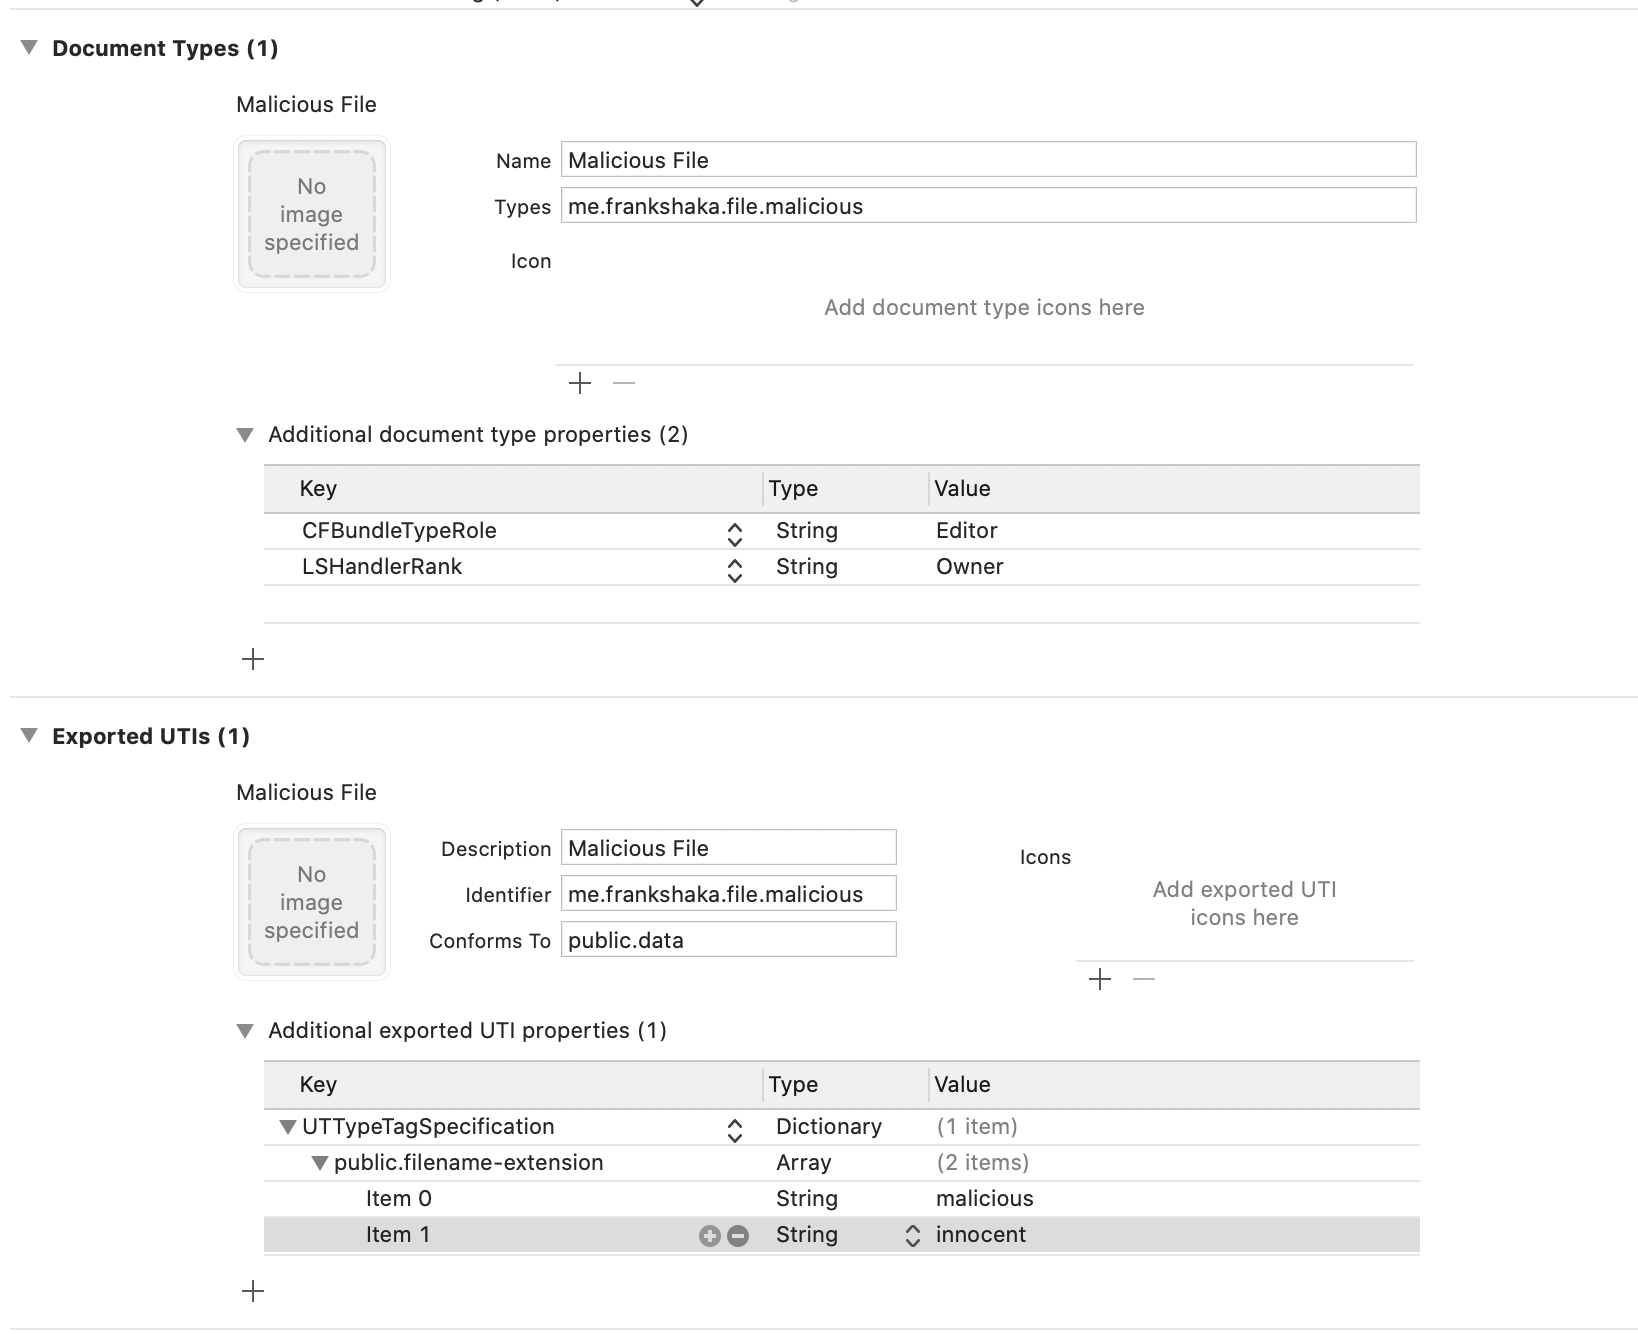 Document Types (1)
Malicious File
No
image
specified
Name Malicious File
Types me.frankshaka.file.malicious
Icon
Add document type icons here
Additional document type properties (2)
Key Type Value
CFBundleTypeRole String Editor
LSHandlerRank String Owner
Exported UTIs (1)
Malicious File
No
image
specified
Description Malicious File
Identifier me.frankshaka.file.malicious
Conforms To public.data
Icons
Add exported UTI
icons here
Additional exported UTI properties (1)
Key Type Value
UTTypeTagSpecification Dictionary (1 item)
public.filename-extension Array (2 items)
Item 0 String malicious
Item 1 String innocent